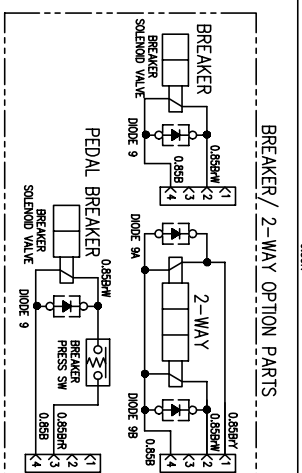 BREAKER/ 2-WAY OPTION PARTS
BREAKER
BREAKER
SOLENOID VALVE
DIODE 9
0.85BrW
0.85B
1
2
3
4
2-WAY
DIODE 9A
DIODE 9B
0.85BrY
0.85BrW
0.85B
1
2
3
4
PEDAL BREAKER
BREAKER
SOLENOID VALVE
0.85BrW
DIODE 9
BREAKER
PRESS SW
0.85BrR
0.85B
1
2
3
4